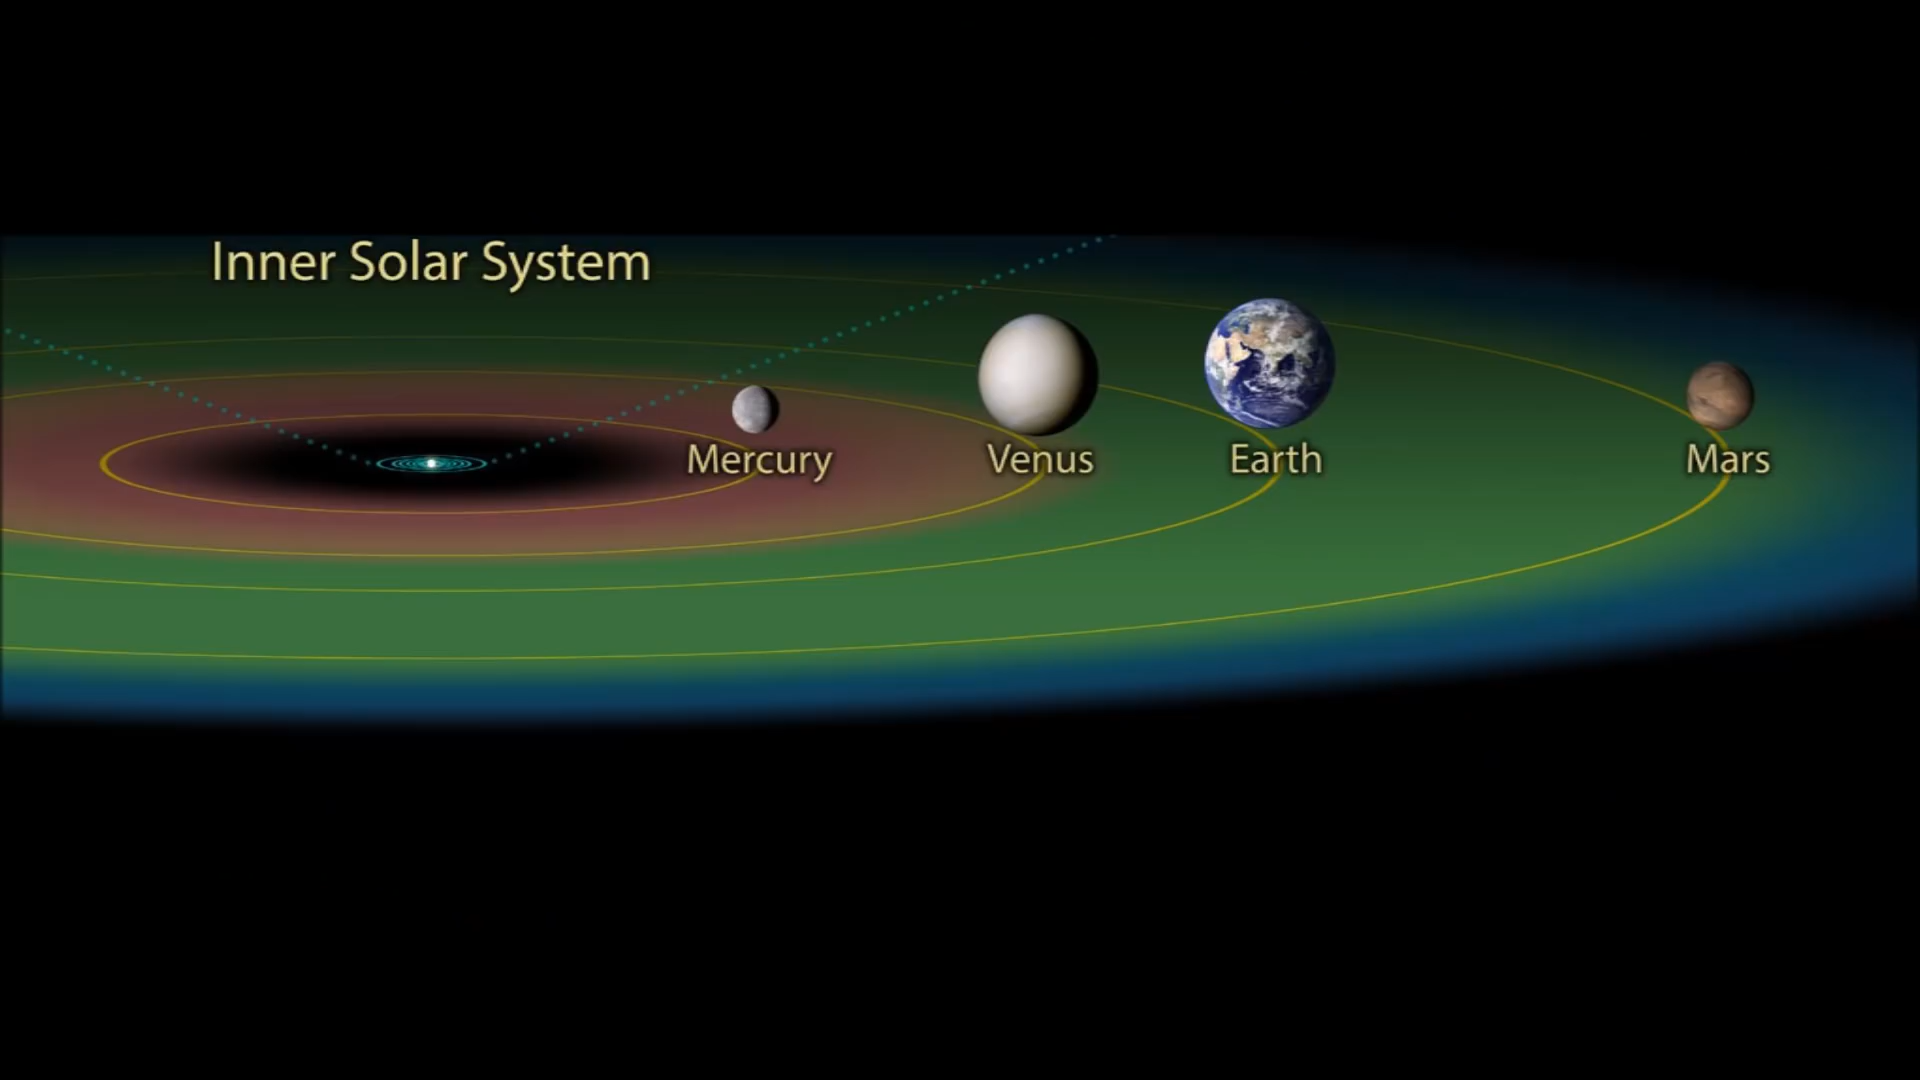 Inner Solar System
Mercury
Venus
Earth
Mars